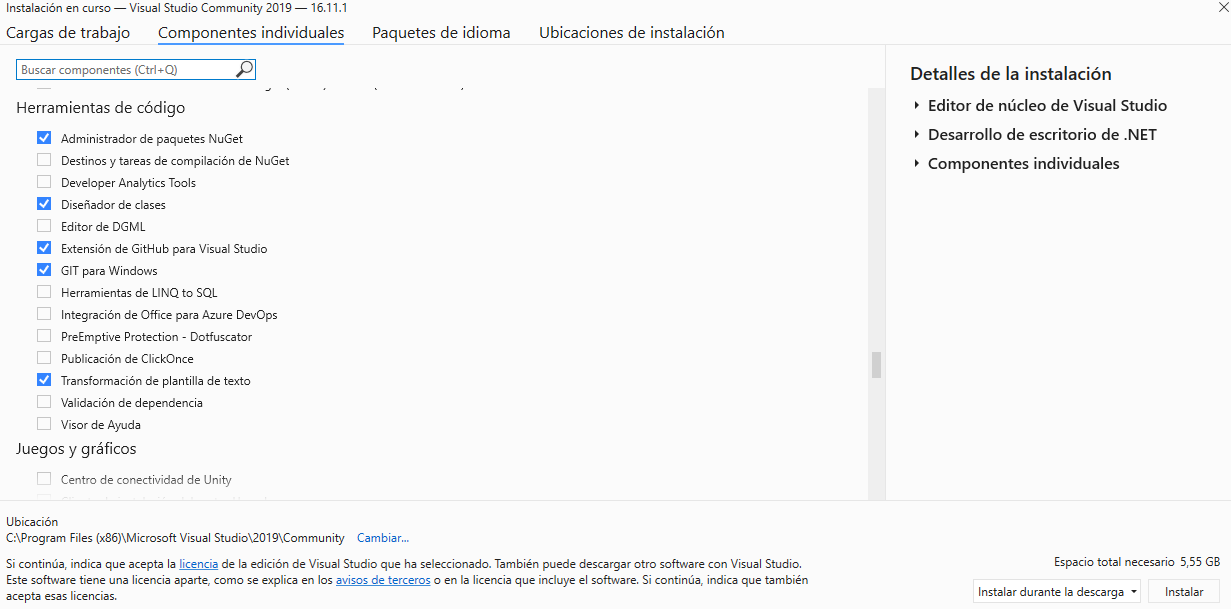 Instalación en curso — Visual Studio Community 2019 — 16.11.1
Cargas de trabajo Componentes individuales Paquetes de idioma Ubicaciones de instalación
Buscar componentes (Ctrl+Q)
Herramientas de código
Administrador de paquetes NuGet
Destinos y tareas de compilación de NuGet
Developer Analytics Tools
Diseñador de clases
Editor de DGML
Extensión de GitHub para Visual Studio
GIT para Windows
Herramientas de LINQ to SQL
Integración de Office para Azure DevOps
PreEmptive Protection - Dotfuscator
Publicación de ClickOnce
Transformación de plantilla de texto
Validación de dependencia
Visor de Ayuda
Juegos y gráficos
Centro de conectividad de Unity
Detalles de la instalación
Editor de núcleo de Visual Studio
Desarrollo de escritorio de .NET
Componentes individuales
Ubicación
C:\Program Files (x86)\Microsoft Visual Studio\2019\Community Cambiar...
Si continúa, indica que acepta la licencia de la edición de Visual Studio que ha seleccionado. También puede descargar otro software con Visual Studio.
Este software tiene una licencia aparte, como se explica en los avisos de terceros o en la licencia que incluye el software. Si continúa, indica que también
acepta esas licencias.
Espacio total necesario 5,55 GB
Instalar durante la descarga Instalar